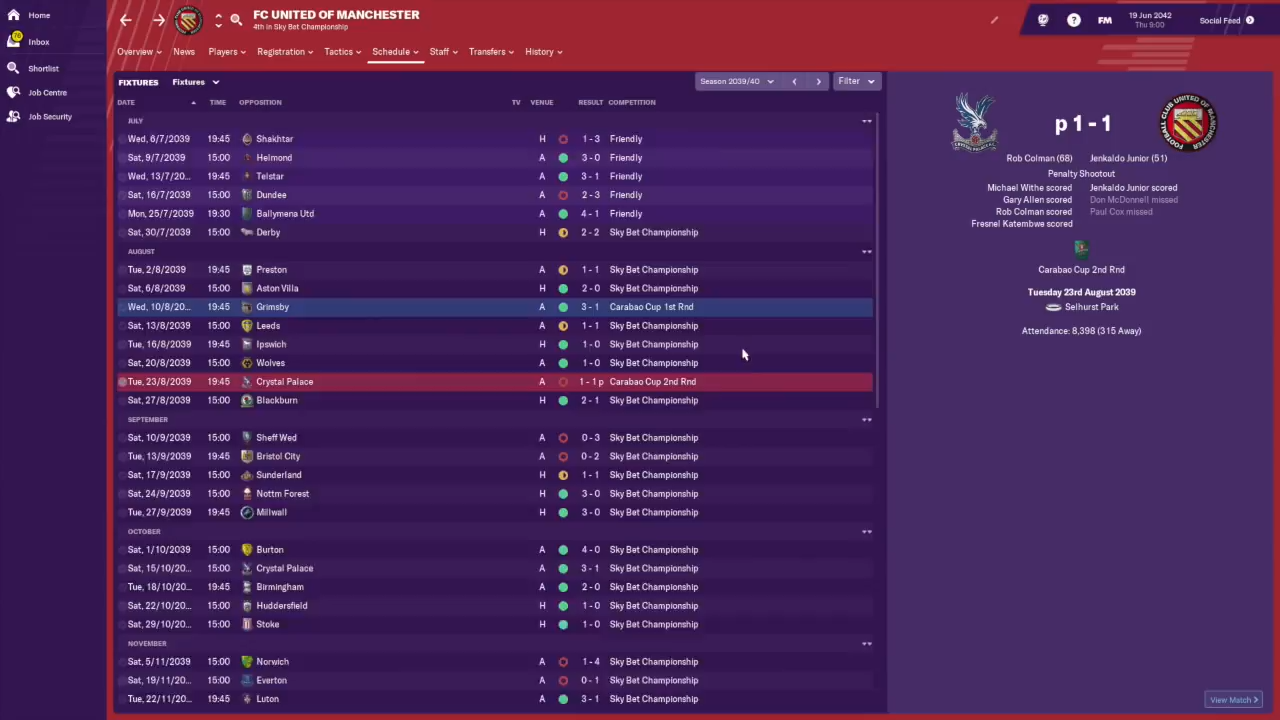 Home
76
Inbox
Shortlist
Job Centre
Job Security
FC UNITED OF MANCHESTER
4th in Sky Bet Championship
FM
19 Jun 2042
Thu 9:00
Social Feed
Overview News Players Registration Tactics Schedule Staff Transfers History
FIXTURES Fixtures Season 2039/40 Filter
DATE TIME OPPOSITION TV VENUE RESULT COMPETITION
JULY
Wed, 6/7/2039 19:45 Shakhtar H 1 - 3 Friendly
Sat, 9/7/2039 15:00 Helmond A 3 - 0 Friendly
Wed, 13/7/20... 19:45 Telstar A 3 - 1 Friendly
Sat, 16/7/2039 15:00 Dundee A 2 - 3 Friendly
Mon, 25/7/2039 19:30 Ballymena Utd A 4 - 1 Friendly
Sat, 30/7/2039 15:00 Derby H 2 - 2 Sky Bet Championship
AUGUST
Tue, 2/8/2039 19:45 Preston A 1 - 1 Sky Bet Championship
Sat, 6/8/2039 15:00 Aston Villa H 2 - 0 Sky Bet Championship
Wed, 10/8/20... 19:45 Grimsby A 3 - 1 Carabao Cup 1st Rnd
Sat, 13/8/2039 15:00 Leeds A 1 - 1 Sky Bet Championship
Tue, 16/8/2039 19:45 Ipswich H 1 - 0 Sky Bet Championship
Sat, 20/8/2039 15:00 Wolves A 1 - 0 Sky Bet Championship
Tue, 23/8/2039 19:45 Crystal Palace A 1 - 1 p Carabao Cup 2nd Rnd
Sat, 27/8/2039 15:00 Blackburn H 2 - 1 Sky Bet Championship
SEPTEMBER
Sat, 10/9/2039 15:00 Sheff Wed A 0 - 3 Sky Bet Championship
Tue, 13/9/2039 19:45 Bristol City A 0 - 2 Sky Bet Championship
Sat, 17/9/2039 15:00 Sunderland H 1 - 1 Sky Bet Championship
Sat, 24/9/2039 15:00 Nottm Forest H 3 - 0 Sky Bet Championship
Tue, 27/9/2039 19:45 Millwall H 3 - 0 Sky Bet Championship
OCTOBER
Sat, 1/10/2039 15:00 Burton A 4 - 0 Sky Bet Championship
Sat, 15/10/20... 15:00 Crystal Palace A 3 - 1 Sky Bet Championship
Tue, 18/10/20... 19:45 Birmingham A 2 - 0 Sky Bet Championship
Sat, 22/10/20... 15:00 Huddersfield H 1 - 0 Sky Bet Championship
Sat, 29/10/20... 15:00 Stoke H 1 - 0 Sky Bet Championship
NOVEMBER
Sat, 5/11/2039 15:00 Norwich A 1 - 4 Sky Bet Championship
Sat, 19/11/20... 15:00 Everton A 0 - 1 Sky Bet Championship
Tue, 22/11/20... 19:45 Luton A 3 - 1 Sky Bet Championship
p 1 - 1
FOOTBALL CLUB UNITED OF MANCHESTER
Rob Colman (68) Jenkaldo Junior (51)
Penalty Shootout
Michael Withe scored Jenkaldo Junior scored
Gary Allen scored Don McDonnell missed
Rob Colman scored Paul Cox missed
Fresnel Katembwe scored
Carabao Cup 2nd Rnd
Tuesday 23rd August 2039
Selhurst Park
Attendance: 8,398 (315 Away)
View Match